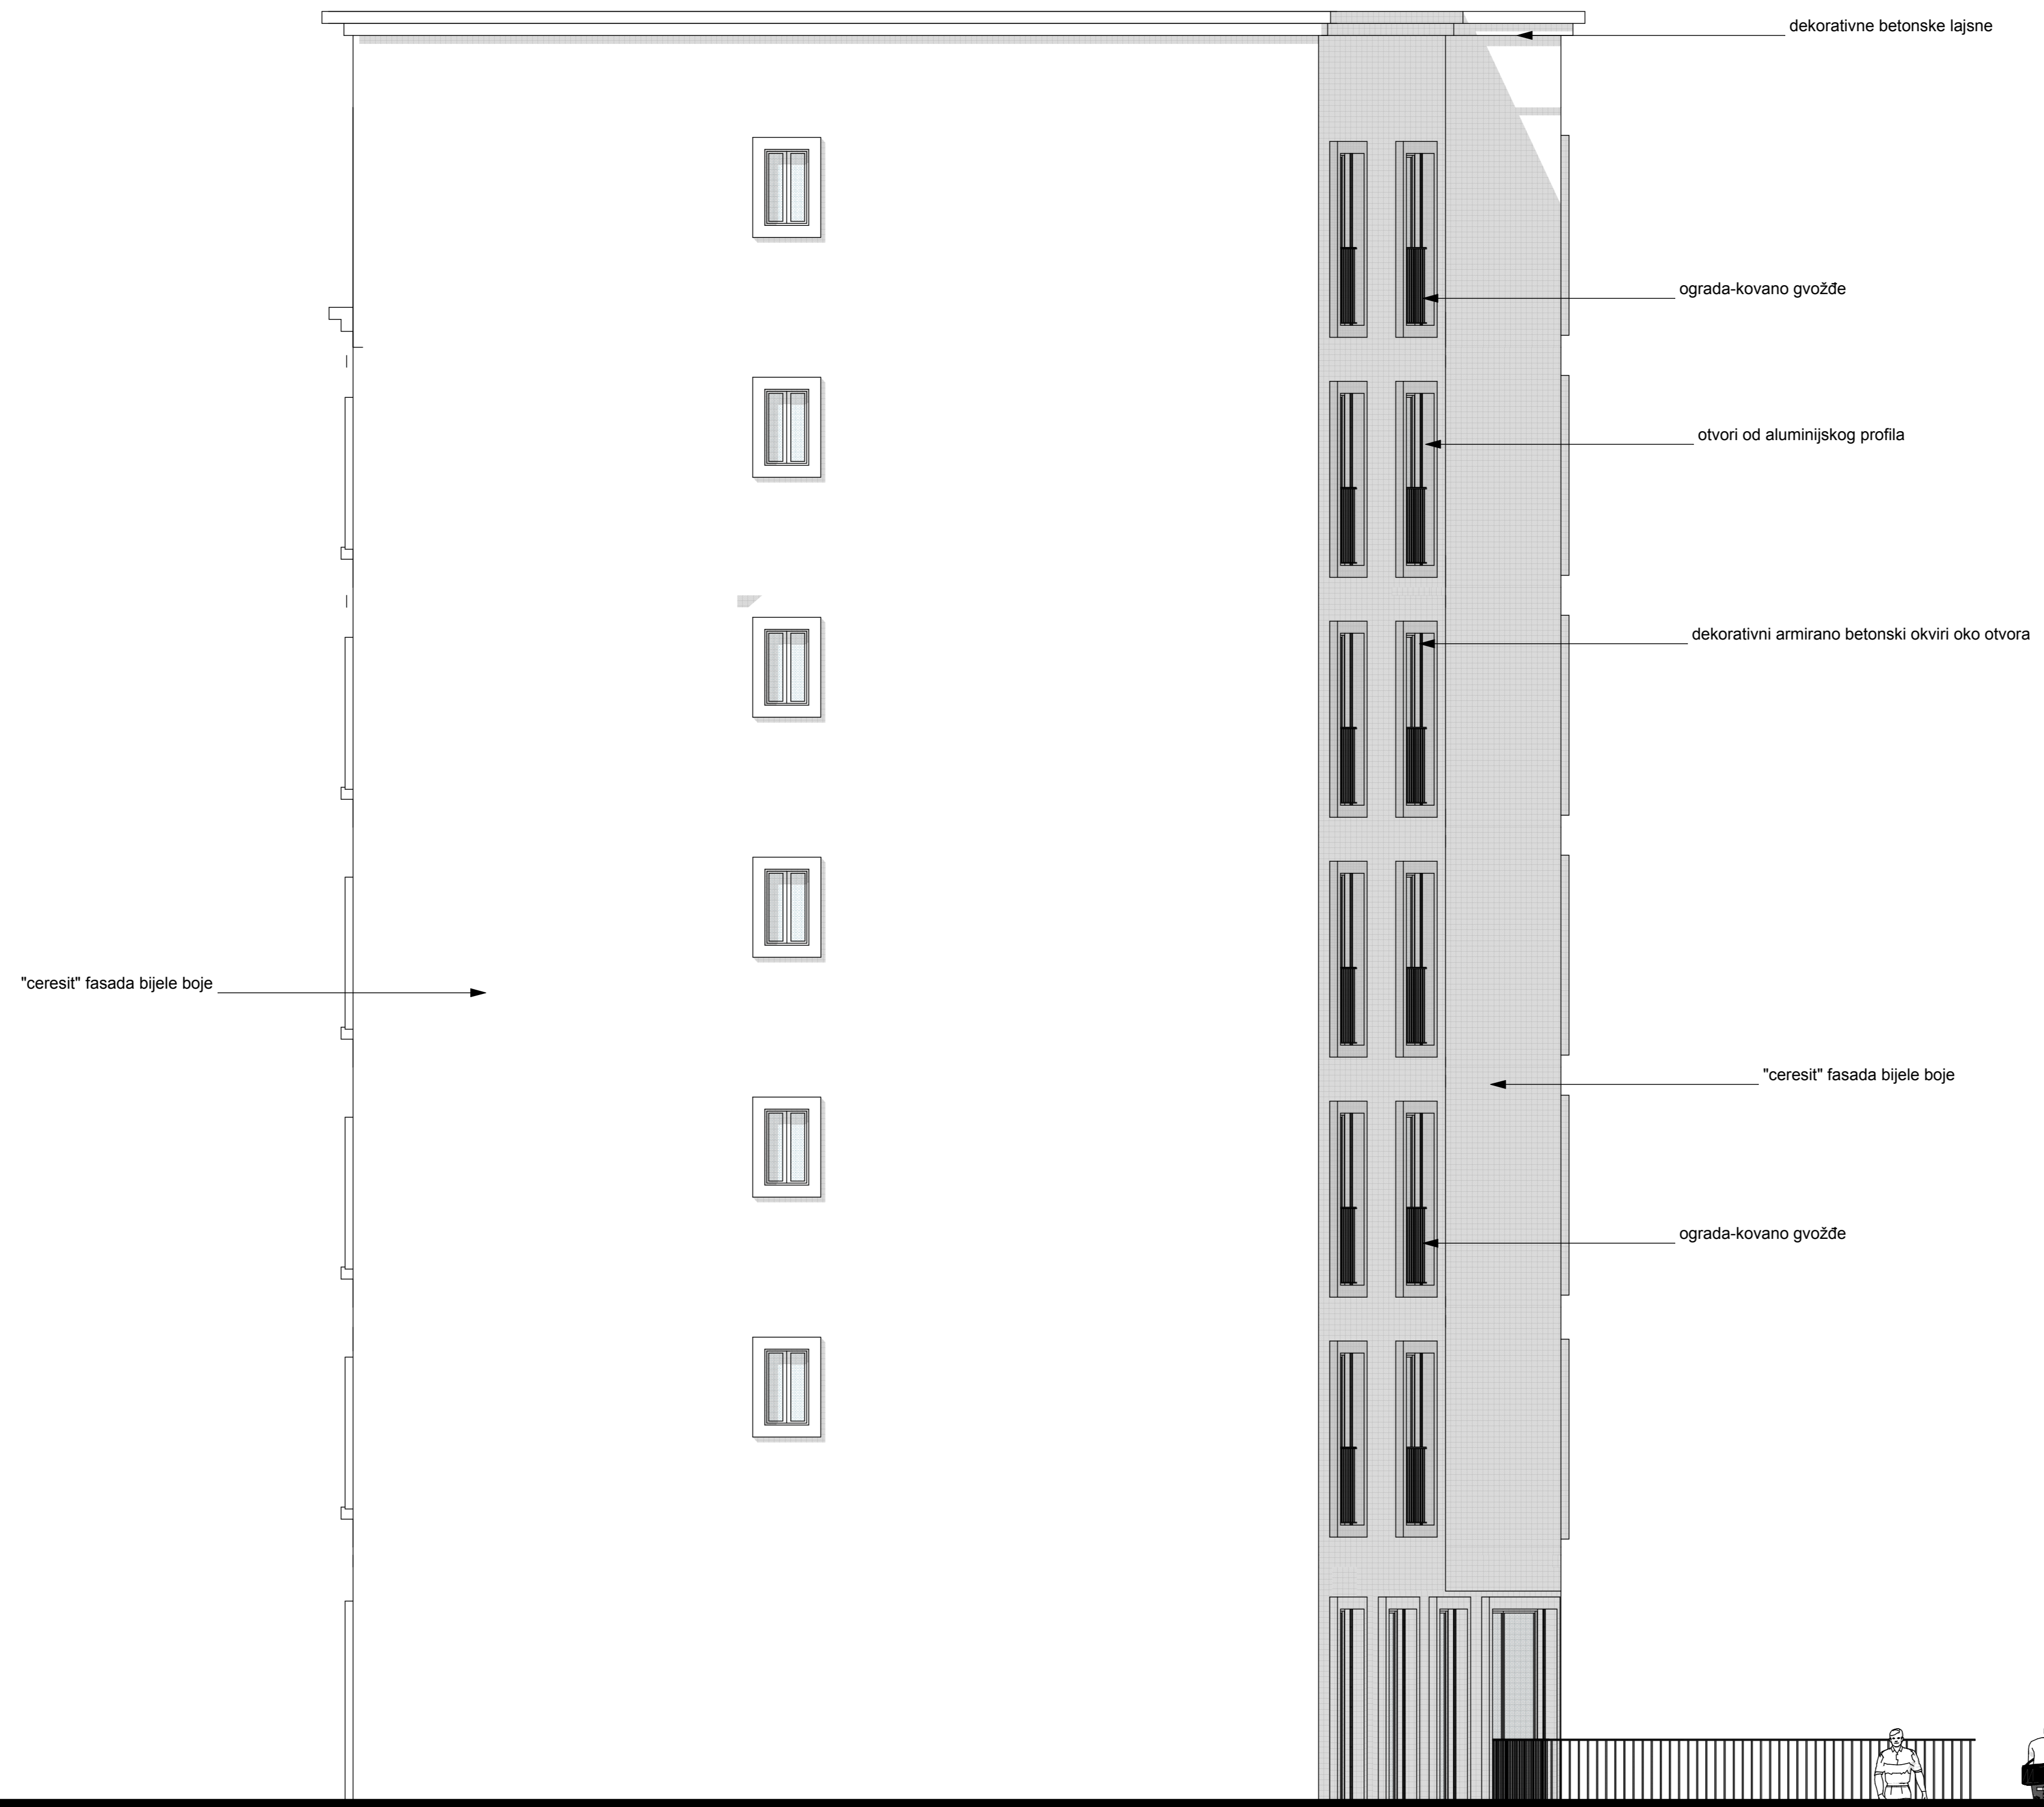 dekorativne betonske lajsne
ograda-kovano gvožđe
otvori od aluminijskog profila
dekorativni armirano betonski okviri oko otvora
"ceresit" fasada bijele boje
"ceresit" fasada bijele boje
ograda-kovano gvožđe